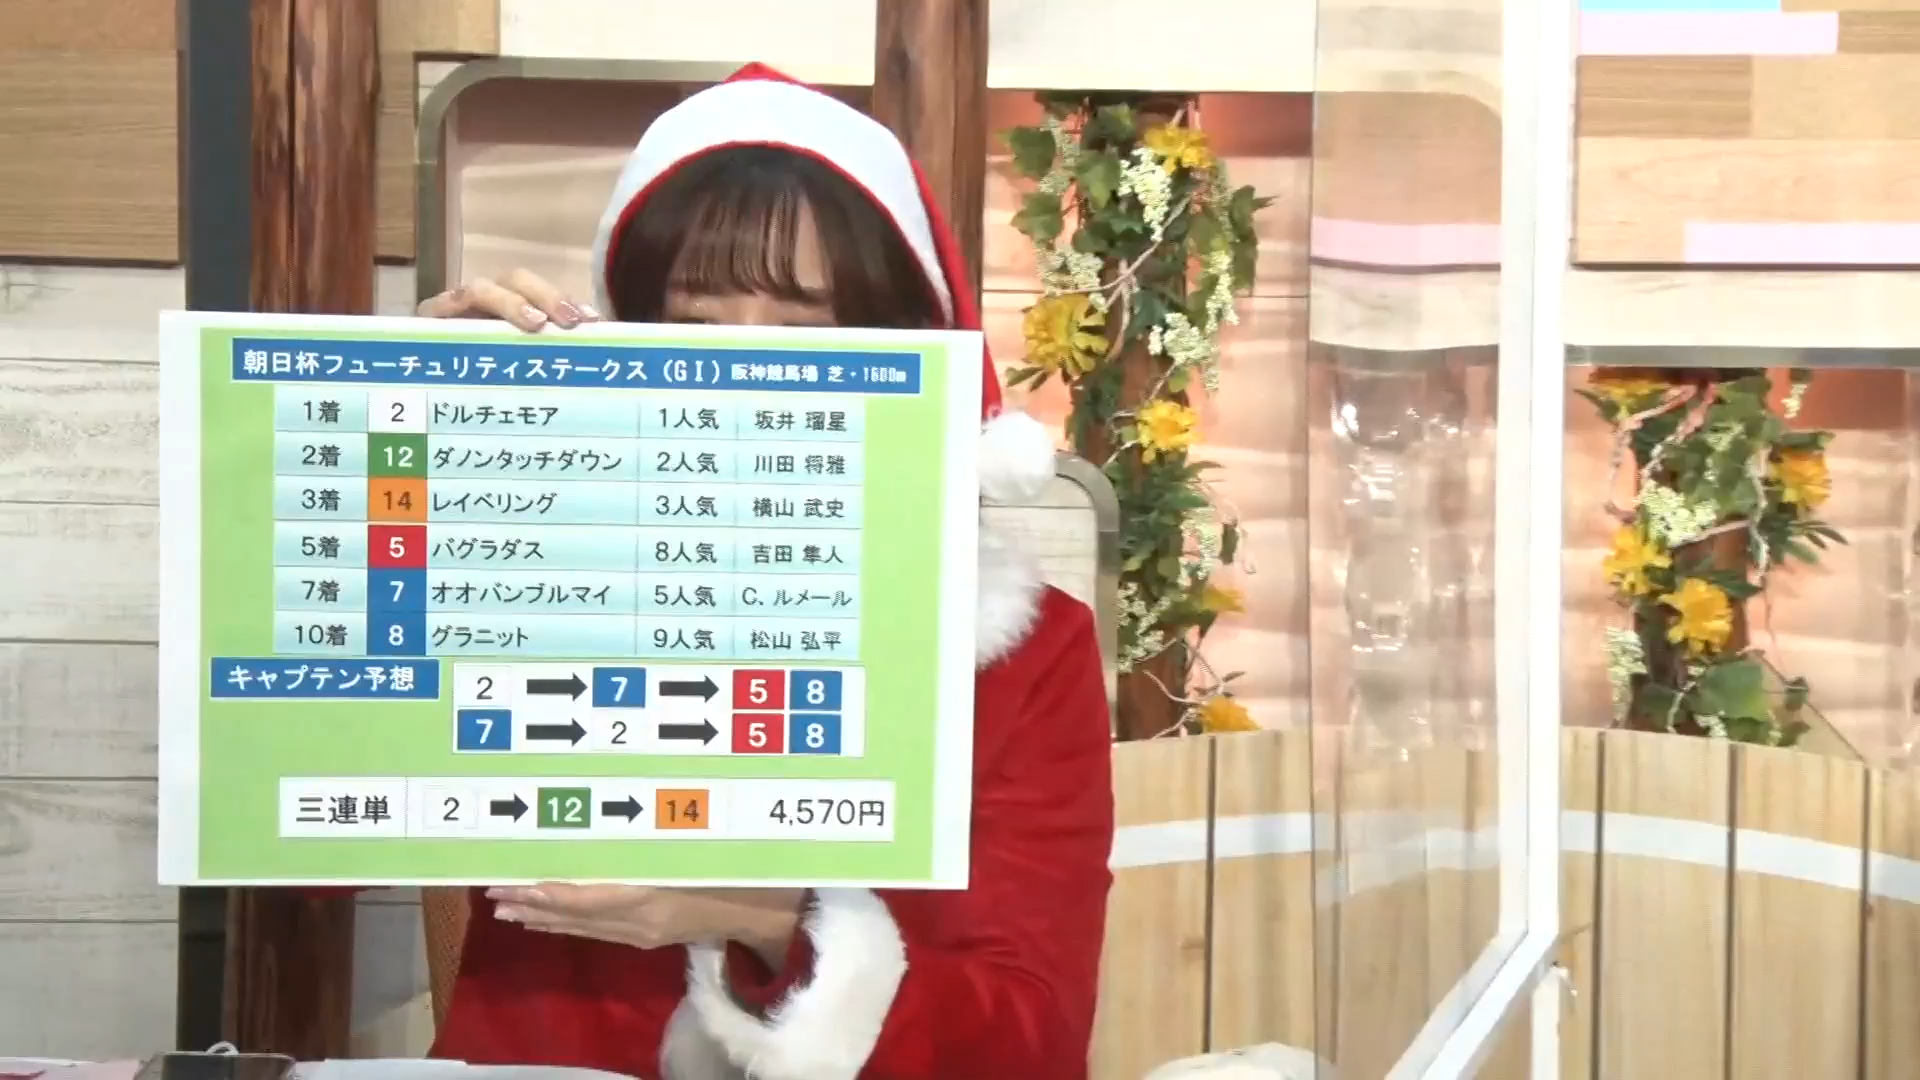 朝日杯フューチュリティステークス（GⅠ）阪神競馬場 芝・1600m
1着 2 ドルチェモア 1人気 坂井 瑠星
2着 12 ダノンタッチダウン 2人気 川田 将雅
3着 14 レイベリング 3人気 横山 武史
5着 5 バグラダス 8人気 吉田 隼人
7着 7 オオバンブルマイ 5人気 C. ルメール
10着 8 グラニット 9人気 松山 弘平
キャプテン予想 2 ➡ 7 ➡ 5 8
7 ➡ 2 ➡ 5 8
三連単 2 ➡ 12 ➡ 14 4,570円